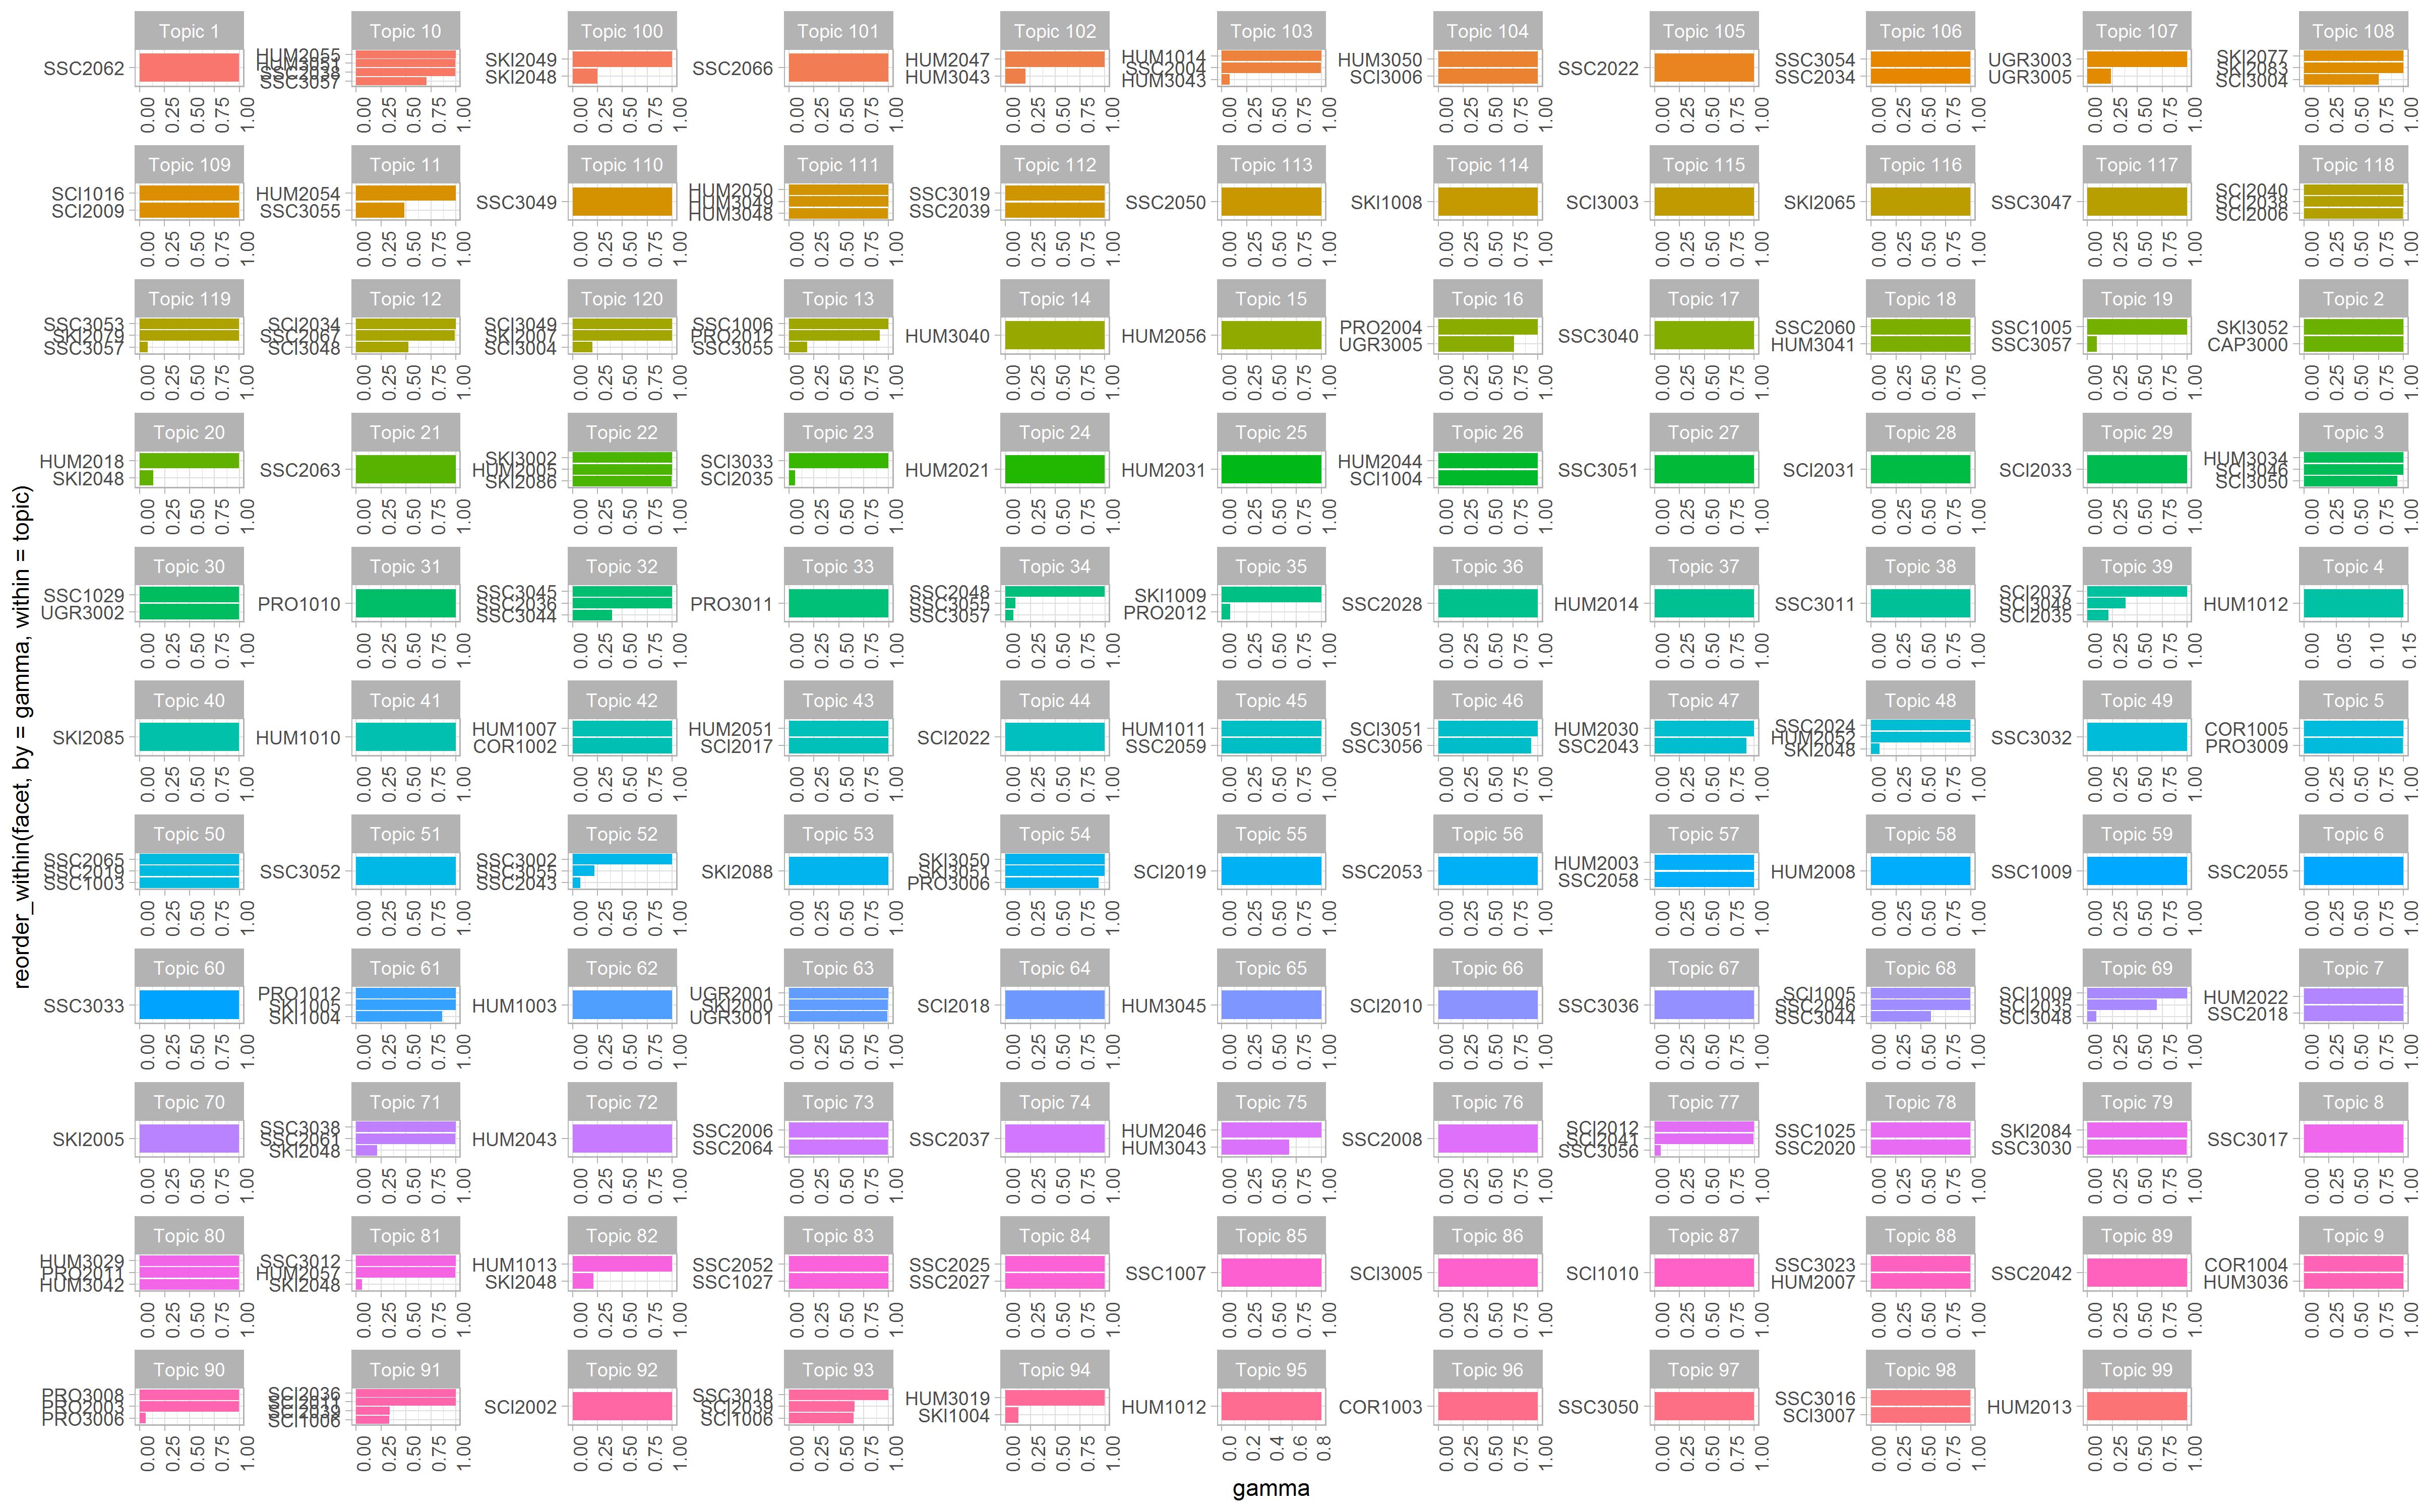 Topic 1 Topic 10 Topic 100 Topic 101 Topic 102 Topic 103 Topic 104 Topic 105 Topic 106 Topic 107 Topic 108
SSC2062 HUM2055 SSC2038 SSC3057 SKI2049 SKI2048 SSC2066 HUM2047 HUM3043 HUM1014 SSC2004 HUM3043 HUM3050 SCI3006 SSC2022 SSC3054 SSC2034 UGR3003 UGR3005 SKI2077 SKI2083 SCI3004
0.00 0.25 0.50 0.75 1.00 0.00 0.25 0.50 0.75 1.00 0.00 0.25 0.50 0.75 1.00 0.00 0.25 0.50 0.75 1.00 0.00 0.25 0.50 0.75 1.00 0.00 0.25 0.50 0.75 1.00 0.00 0.25 0.50 0.75 1.00 0.00 0.25 0.50 0.75 1.00 0.00 0.25 0.50 0.75 1.00 0.00 0.25 0.50 0.75 1.00 0.00 0.25 0.50 0.75 1.00
Topic 109 Topic 11 Topic 110 Topic 111 Topic 112 Topic 113 Topic 114 Topic 115 Topic 116 Topic 117 Topic 118
SCI1016 SCI2009 HUM2054 SSC3055 SSC3049 HUM2050 HUM3049 HUM3048 SSC3019 SSC2039 SSC2050 SKI1008 SCI3003 SKI2065 SSC3047 SCI2040 SCI2038 SCI2006
0.00 0.25 0.50 0.75 1.00 0.00 0.25 0.50 0.75 1.00 0.00 0.25 0.50 0.75 1.00 0.00 0.25 0.50 0.75 1.00 0.00 0.25 0.50 0.75 1.00 0.00 0.25 0.50 0.75 1.00 0.00 0.25 0.50 0.75 1.00 0.00 0.25 0.50 0.75 1.00 0.00 0.25 0.50 0.75 1.00 0.00 0.25 0.50 0.75 1.00 0.00 0.25 0.50 0.75 1.00
Topic 119 Topic 12 Topic 120 Topic 13 Topic 14 Topic 15 Topic 16 Topic 17 Topic 18 Topic 19 Topic 2
SSC3053 SKI2079 SSC3057 SCI2034 SSC2067 SCI3048 SCI3049 SKI2007 SCI3004 SSC1006 PRO2012 SSC3055 HUM3040 HUM2056 PRO2004 UGR3005 SSC3040 SSC2060 HUM3041 SSC1005 SSC3057 SKI3052 CAP3000
0.00 0.25 0.50 0.75 1.00 0.00 0.25 0.50 0.75 1.00 0.00 0.25 0.50 0.75 1.00 0.00 0.25 0.50 0.75 1.00 0.00 0.25 0.50 0.75 1.00 0.00 0.25 0.50 0.75 1.00 0.00 0.25 0.50 0.75 1.00 0.00 0.25 0.50 0.75 1.00 0.00 0.25 0.50 0.75 1.00 0.00 0.25 0.50 0.75 1.00 0.00 0.25 0.50 0.75 1.00
Topic 20 Topic 21 Topic 22 Topic 23 Topic 24 Topic 25 Topic 26 Topic 27 Topic 28 Topic 29 Topic 3
HUM2018 SKI2048 SSC2063 SKI3002 HUM2005 SKI2086 SCI3033 SCI2035 HUM2021 HUM2031 HUM2044 SCI1004 SSC3051 SCI2031 SCI2033 HUM3034 SCI3046 SCI3050
0.00 0.25 0.50 0.75 1.00 0.00 0.25 0.50 0.75 1.00 0.00 0.25 0.50 0.75 1.00 0.00 0.25 0.50 0.75 1.00 0.00 0.25 0.50 0.75 1.00 0.00 0.25 0.50 0.75 1.00 0.00 0.25 0.50 0.75 1.00 0.00 0.25 0.50 0.75 1.00 0.00 0.25 0.50 0.75 1.00 0.00 0.25 0.50 0.75 1.00 0.00 0.25 0.50 0.75 1.00
Topic 30 Topic 31 Topic 32 Topic 33 Topic 34 Topic 35 Topic 36 Topic 37 Topic 38 Topic 39 Topic 4
SSC1029 UGR3002 PRO1010 SSC3045 SSC2036 SSC3044 PRO3011 SSC2048 SSC3055 SSC3057 SKI1009 PRO2012 SSC2028 HUM2014 SSC3011 SCI2037 SCI3048 SCI2035 HUM1012
0.00 0.25 0.50 0.75 1.00 0.00 0.25 0.50 0.75 1.00 0.00 0.25 0.50 0.75 1.00 0.00 0.25 0.50 0.75 1.00 0.00 0.25 0.50 0.75 1.00 0.00 0.25 0.50 0.75 1.00 0.00 0.25 0.50 0.75 1.00 0.00 0.25 0.50 0.75 1.00 0.00 0.25 0.50 0.75 1.00 0.00 0.25 0.50 0.75 1.00 0.00 0.05 0.10 0.15
Topic 40 Topic 41 Topic 42 Topic 43 Topic 44 Topic 45 Topic 46 Topic 47 Topic 48 Topic 49 Topic 5
SKI2085 HUM1010 HUM1007 COR1002 HUM2051 SCI2017 SCI2022 HUM1011 SSC2059 SCI3051 SSC3056 HUM2030 SSC2043 SSC2024 HUM2052 SKI2048 SSC3032 COR1005 PRO3009
0.00 0.25 0.50 0.75 1.00 0.00 0.25 0.50 0.75 1.00 0.00 0.25 0.50 0.75 1.00 0.00 0.25 0.50 0.75 1.00 0.00 0.25 0.50 0.75 1.00 0.00 0.25 0.50 0.75 1.00 0.00 0.25 0.50 0.75 1.00 0.00 0.25 0.50 0.75 1.00 0.00 0.25 0.50 0.75 1.00 0.00 0.25 0.50 0.75 1.00 0.00 0.25 0.50 0.75 1.00
reorder_within(facet, by = gamma, within = topic)
Topic 50 Topic 51 Topic 52 Topic 53 Topic 54 Topic 55 Topic 56 Topic 57 Topic 58 Topic 59 Topic 6
SSC2065 SSC2019 SSC1003 SSC3052 SSC3002 SSC3055 SSC2043 SKI2088 SKI3050 SKI3051 PRO3006 SCI2019 SSC2053 HUM2003 SSC2058 HUM2008 SSC1009 SSC2055
0.00 0.25 0.50 0.75 1.00 0.00 0.25 0.50 0.75 1.00 0.00 0.25 0.50 0.75 1.00 0.00 0.25 0.50 0.75 1.00 0.00 0.25 0.50 0.75 1.00 0.00 0.25 0.50 0.75 1.00 0.00 0.25 0.50 0.75 1.00 0.00 0.25 0.50 0.75 1.00 0.00 0.25 0.50 0.75 1.00 0.00 0.25 0.50 0.75 1.00 0.00 0.25 0.50 0.75 1.00
Topic 60 Topic 61 Topic 62 Topic 63 Topic 64 Topic 65 Topic 66 Topic 67 Topic 68 Topic 69 Topic 7
SSC3033 PRO1012 SKI1005 SKI1004 HUM1003 UGR2001 SKI2000 UGR3001 SCI2018 HUM3045 SCI2010 SSC3036 SCI1005 SSC2046 SSC3044 SCI1009 SCI2035 SCI3048 HUM2022 SSC2018
0.00 0.25 0.50 0.75 1.00 0.00 0.25 0.50 0.75 1.00 0.00 0.25 0.50 0.75 1.00 0.00 0.25 0.50 0.75 1.00 0.00 0.25 0.50 0.75 1.00 0.00 0.25 0.50 0.75 1.00 0.00 0.25 0.50 0.75 1.00 0.00 0.25 0.50 0.75 1.00 0.00 0.25 0.50 0.75 1.00 0.00 0.25 0.50 0.75 1.00 0.00 0.25 0.50 0.75 1.00
Topic 70 Topic 71 Topic 72 Topic 73 Topic 74 Topic 75 Topic 76 Topic 77 Topic 78 Topic 79 Topic 8
SKI2005 SSC3038 SSC2061 SKI2048 HUM2043 SSC2006 SSC2064 SSC2037 HUM2046 HUM3043 SSC2008 SCI2012 SCI2041 SSC3056 SSC1025 SSC2020 SKI2084 SSC3030 SSC3017
0.00 0.25 0.50 0.75 1.00 0.00 0.25 0.50 0.75 1.00 0.00 0.25 0.50 0.75 1.00 0.00 0.25 0.50 0.75 1.00 0.00 0.25 0.50 0.75 1.00 0.00 0.25 0.50 0.75 1.00 0.00 0.25 0.50 0.75 1.00 0.00 0.25 0.50 0.75 1.00 0.00 0.25 0.50 0.75 1.00 0.00 0.25 0.50 0.75 1.00 0.00 0.25 0.50 0.75 1.00
Topic 80 Topic 81 Topic 82 Topic 83 Topic 84 Topic 85 Topic 86 Topic 87 Topic 88 Topic 89 Topic 9
HUM3029 PRO2011 HUM3042 SSC3012 HUM2057 SKI2048 HUM1013 SKI2048 SSC2052 SSC1027 SSC2025 SSC2027 SSC1007 SCI3005 SCI1010 SSC3023 HUM2007 SSC2042 COR1004 HUM3036
0.00 0.25 0.50 0.75 1.00 0.00 0.25 0.50 0.75 1.00 0.00 0.25 0.50 0.75 1.00 0.00 0.25 0.50 0.75 1.00 0.00 0.25 0.50 0.75 1.00 0.00 0.25 0.50 0.75 1.00 0.00 0.25 0.50 0.75 1.00 0.00 0.25 0.50 0.75 1.00 0.00 0.25 0.50 0.75 1.00 0.00 0.25 0.50 0.75 1.00 0.00 0.25 0.50 0.75 1.00
Topic 90 Topic 91 Topic 92 Topic 93 Topic 94 Topic 95 Topic 96 Topic 97 Topic 98 Topic 99
PRO3008 PRO2003 PRO3006 SCI2036 SCI2011 SCI2039 SCI1006 SCI2002 SSC3018 SCI2039 SCI1006 HUM3019 SKI1004 HUM1012 COR1003 SSC3050 SSC3016 SCI3007 HUM2013
0.00 0.25 0.50 0.75 1.00 0.00 0.25 0.50 0.75 1.00 0.00 0.25 0.50 0.75 1.00 0.00 0.25 0.50 0.75 1.00 0.00 0.25 0.50 0.75 1.00 0.0 0.2 0.4 0.6 0.8 0.00 0.25 0.50 0.75 1.00 0.00 0.25 0.50 0.75 1.00 0.00 0.25 0.50 0.75 1.00 0.00 0.25 0.50 0.75 1.00
gamma